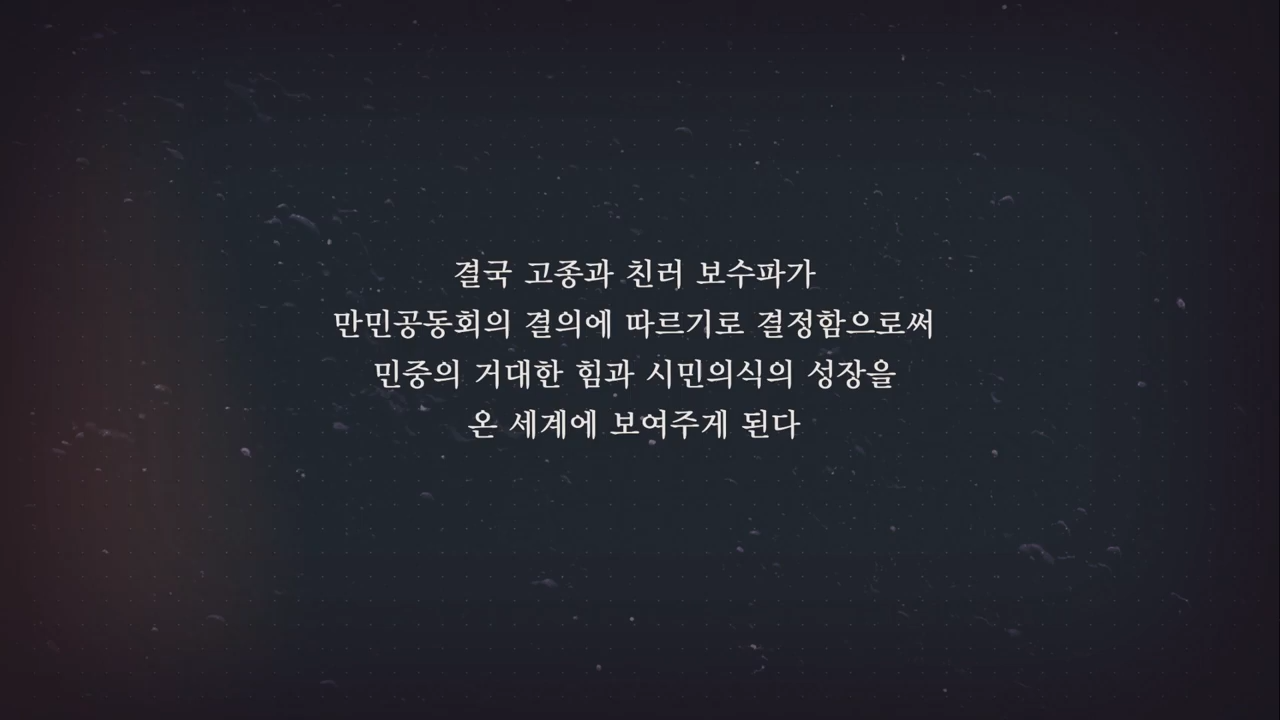 결국 고종과 친러 보수파가
만민공동회의 결의에 따르기로 결정함으로써
민중의 거대한 힘과 시민의식의 성장을
온 세계에 보여주게 된다